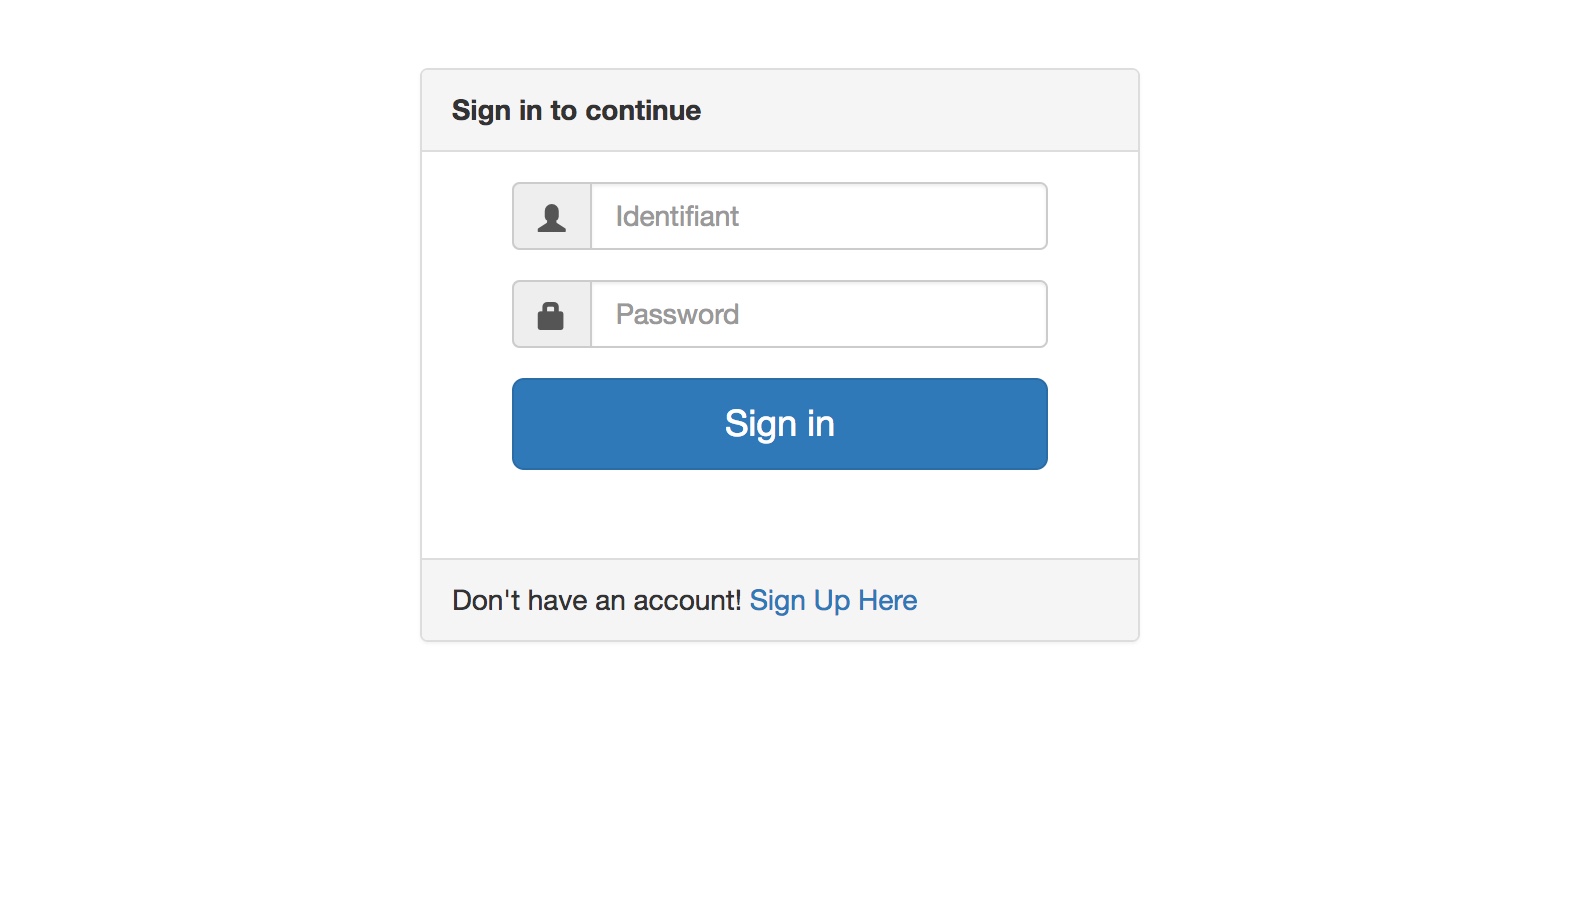 Sign in to continue
Identifiant
Password
Sign in
Don't have an account! Sign Up Here